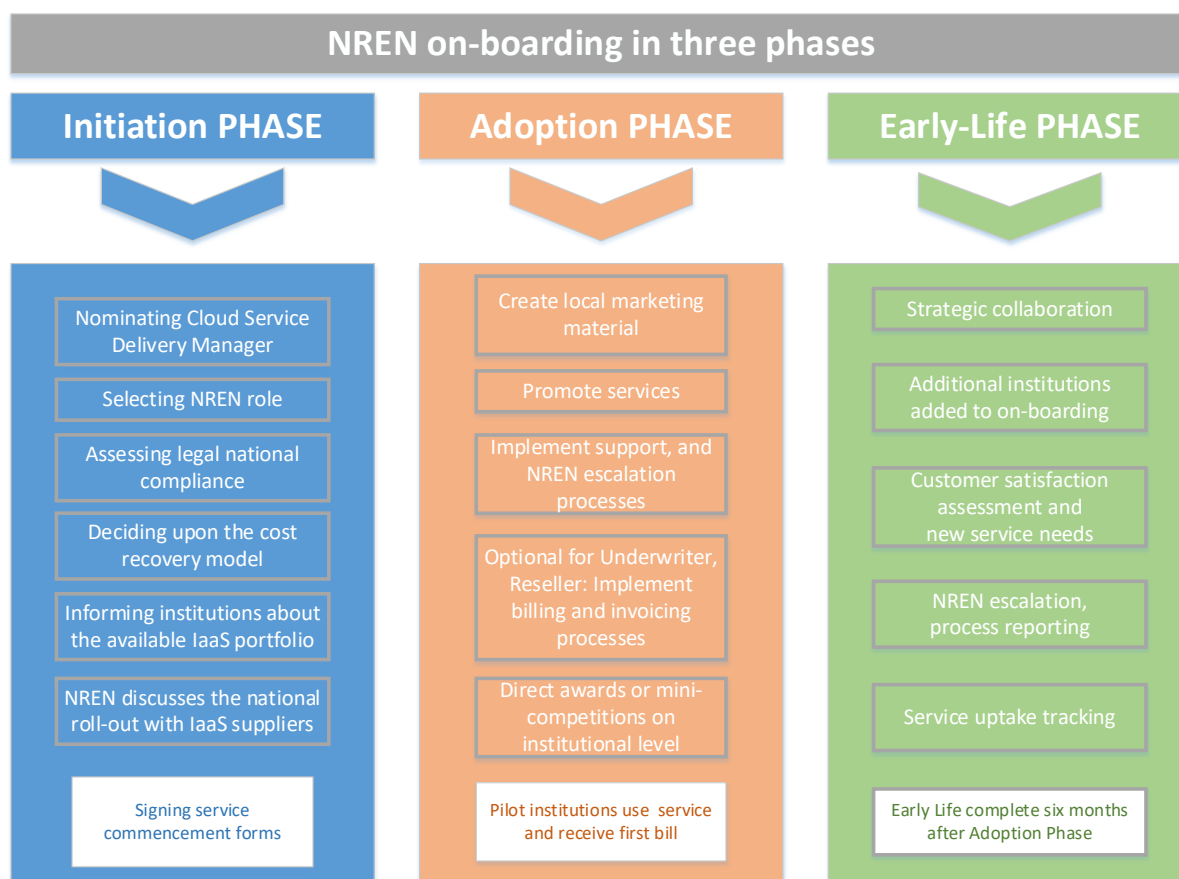 NREN on-boarding in three phases
Initiation PHASE
Nominating Cloud Service
Delivery Manager
Selecting NREN role
Assessing legal national
compliance
Deciding upon the cost
recovery model
Informing institutions about
the available IaaS portfolio
NREN discusses the national
roll-out with IaaS suppliers
Signing service
commencement forms
Adoption PHASE
Create local marketing
material
Promote services
Implement support, and
NREN escalation
processes
Optional for Underwriter,
Reseller: Implement
billing and invoicing
processes
Direct awards or mini-
competitions on
institutional level
Pilot institutions use service
and receive first bill
Early-Life PHASE
Strategic collaboration
Additional institutions
added to on-boarding
Customer satisfaction
assessment and
new service needs
NREN escalation,
process reporting
Service uptake tracking
Early Life complete six months
after Adoption Phase